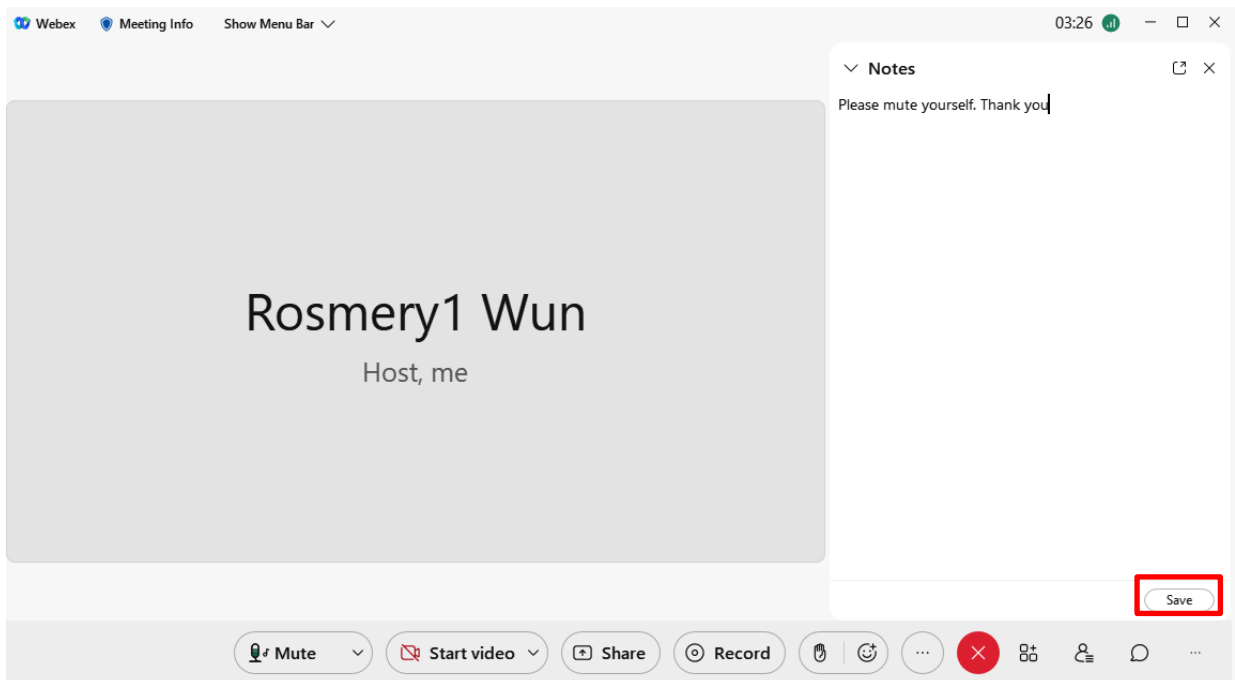 Webex Meeting Info Show Menu Bar 03:26
Notes
Please mute yourself. Thank you
Rosmery1 Wun
Host, me
Save
Mute Start video Share Record